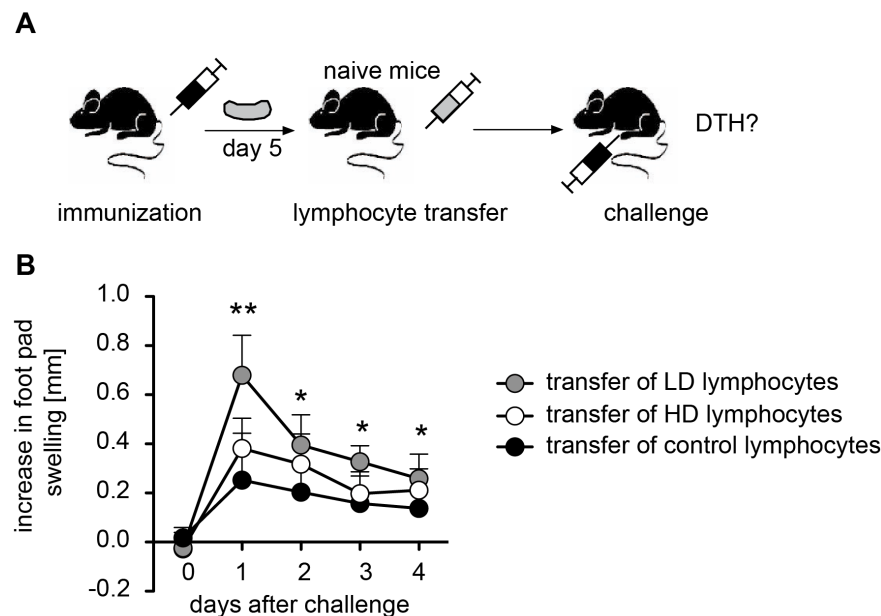 A
naive mice
DTH?
day 5
immunization
lymphocyte transfer
challenge
B
increase in foot pad
swelling [mm]
1.0
0.8
0.6
0.4
0.2
0.0
-0.2
**
*
*
*
0 1 2 3 4
days after challenge
transfer of LD lymphocytes
transfer of HD lymphocytes
transfer of control lymphocytes